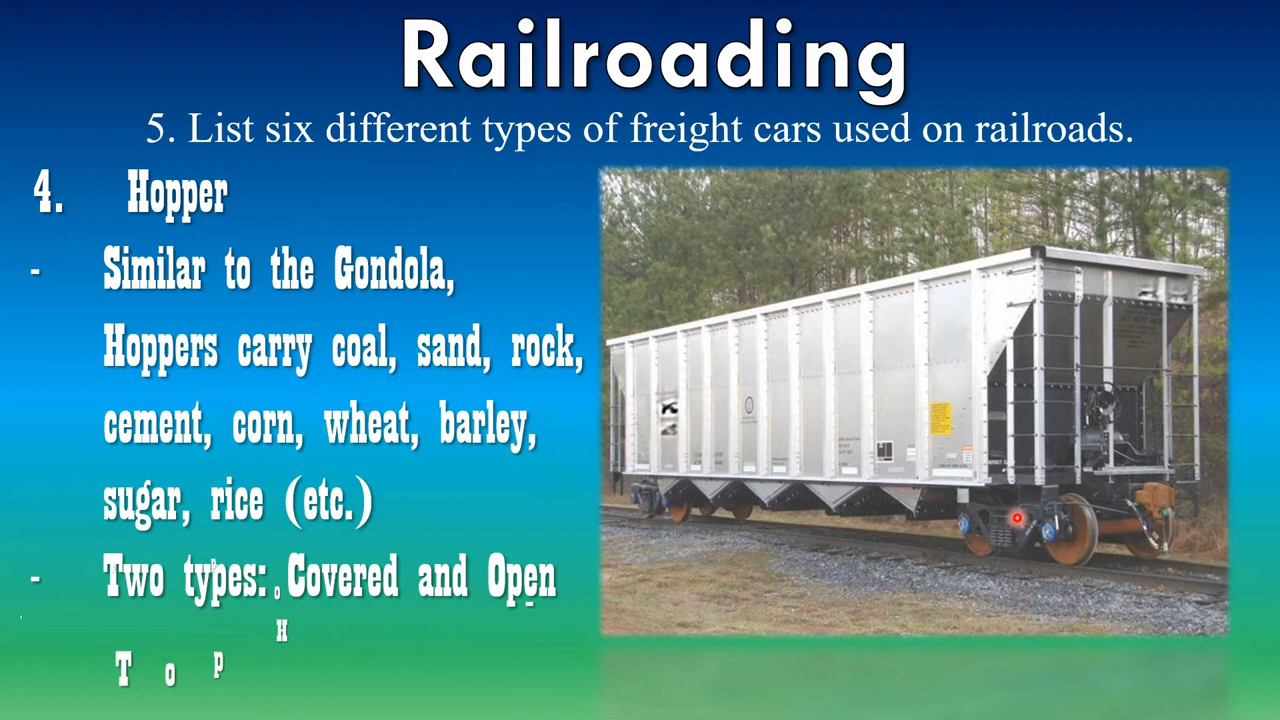 Railroading
5. List six different types of freight cars used on railroads.
4. Hopper
- Similar to the Gondola,
Hoppers carry coal, sand, rock,
cement, corn, wheat, barley,
sugar, rice (etc.)
- Two types: Covered and Open
Top